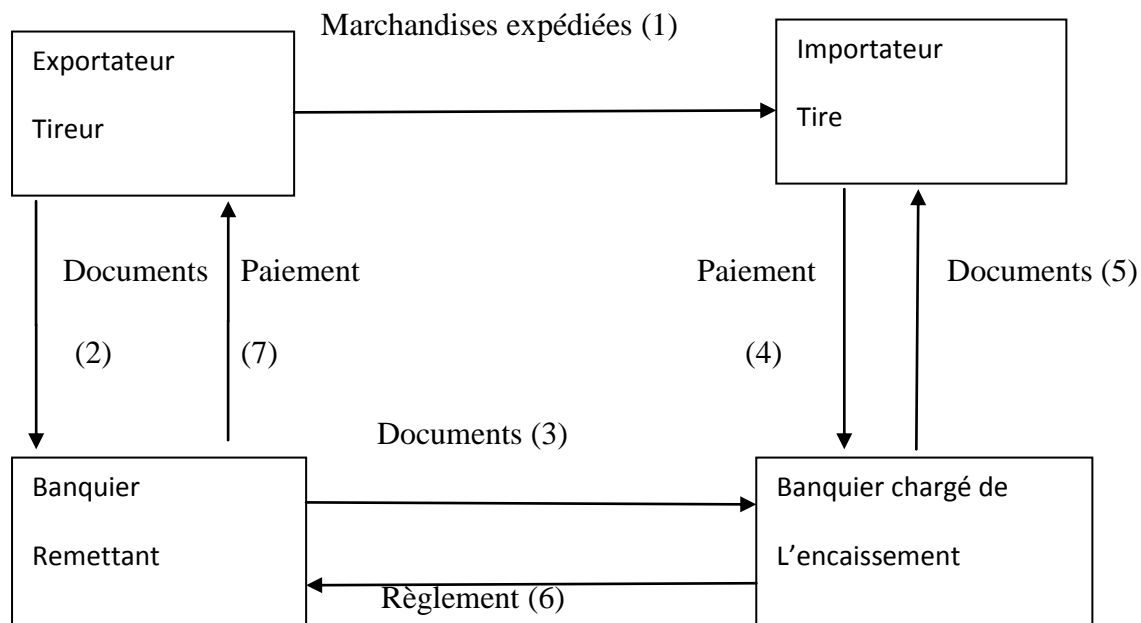 Marchandises expédiées (1)
Exportateur
Tireur
Importateur
Tire
Documents
Paiement
Paiement
Documents (5)
(2)
(7)
(4)
Documents (3)
Banquier
Remettant
Banquier chargé de
L’encaissement
Règlement (6)